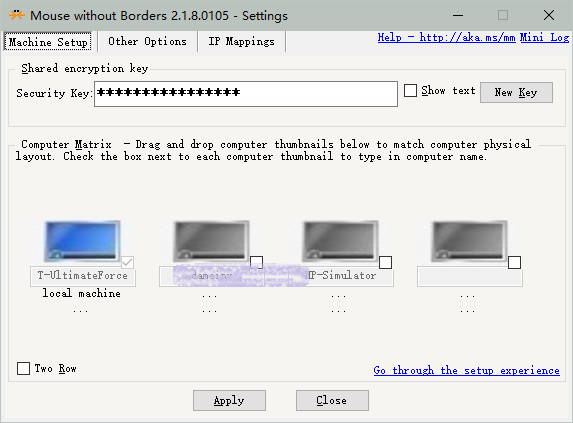 Mouse without Borders 2.1.8.0105 - Settings
Machine Setup Other Options IP Mappings Help - http://aka.ms/mm Mini Log
Shared encryption key
Security Key: **************** Show text New Key
Computer Matrix - Drag and drop computer thumbnails below to match computer physical
layout. Check the box next to each computer thumbnail to type in computer name.
T-UltimateForce
local machine ... ... ...
... ... ... ...
Two Row Go through the setup experience
Apply Close